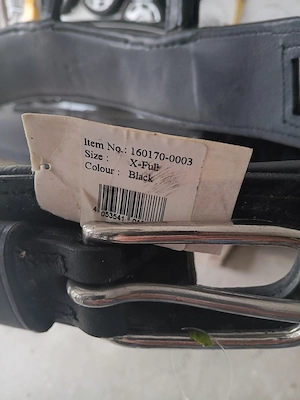 Item No.: 160170-0003
Size : X-Full
Colour : Black